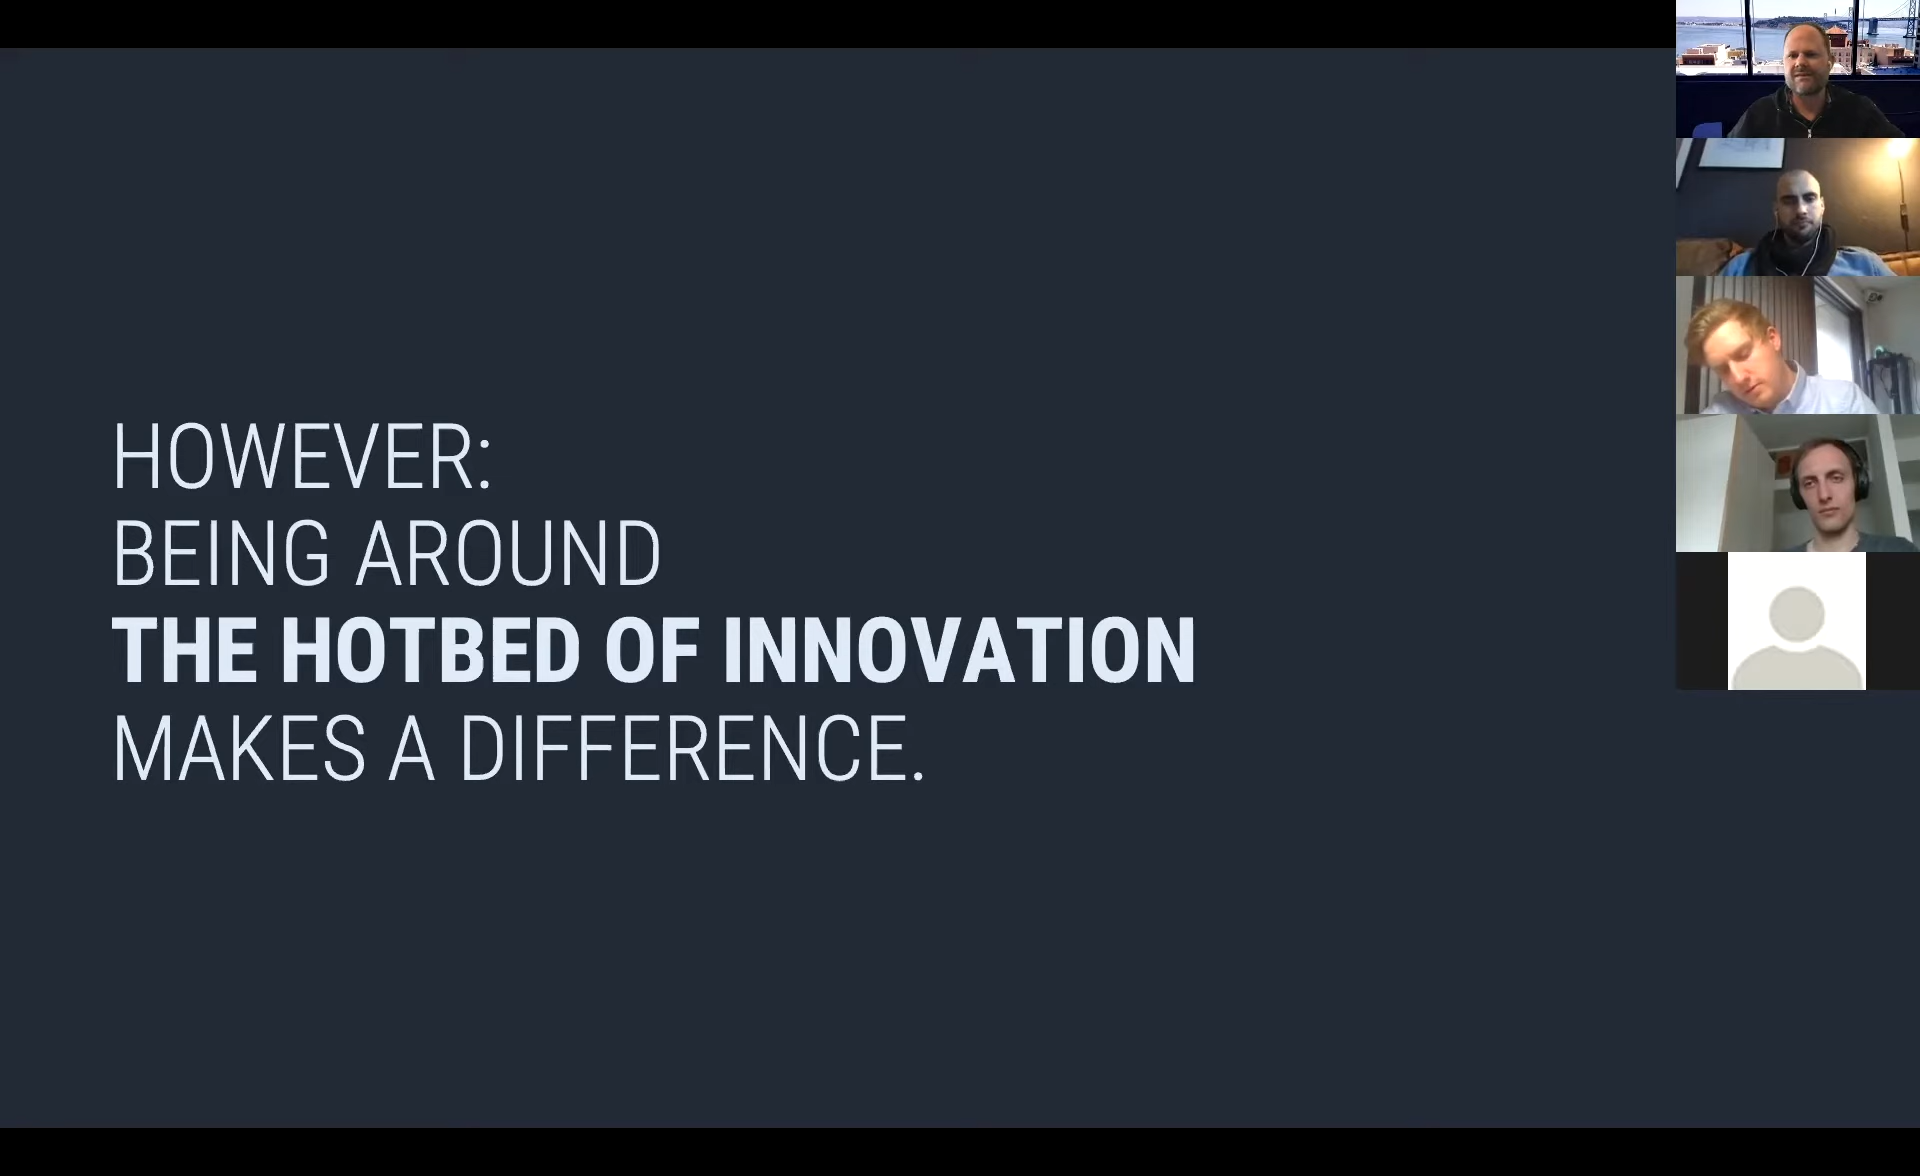 HOWEVER:
BEING AROUND
THE HOTBED OF INNOVATION
MAKES A DIFFERENCE.